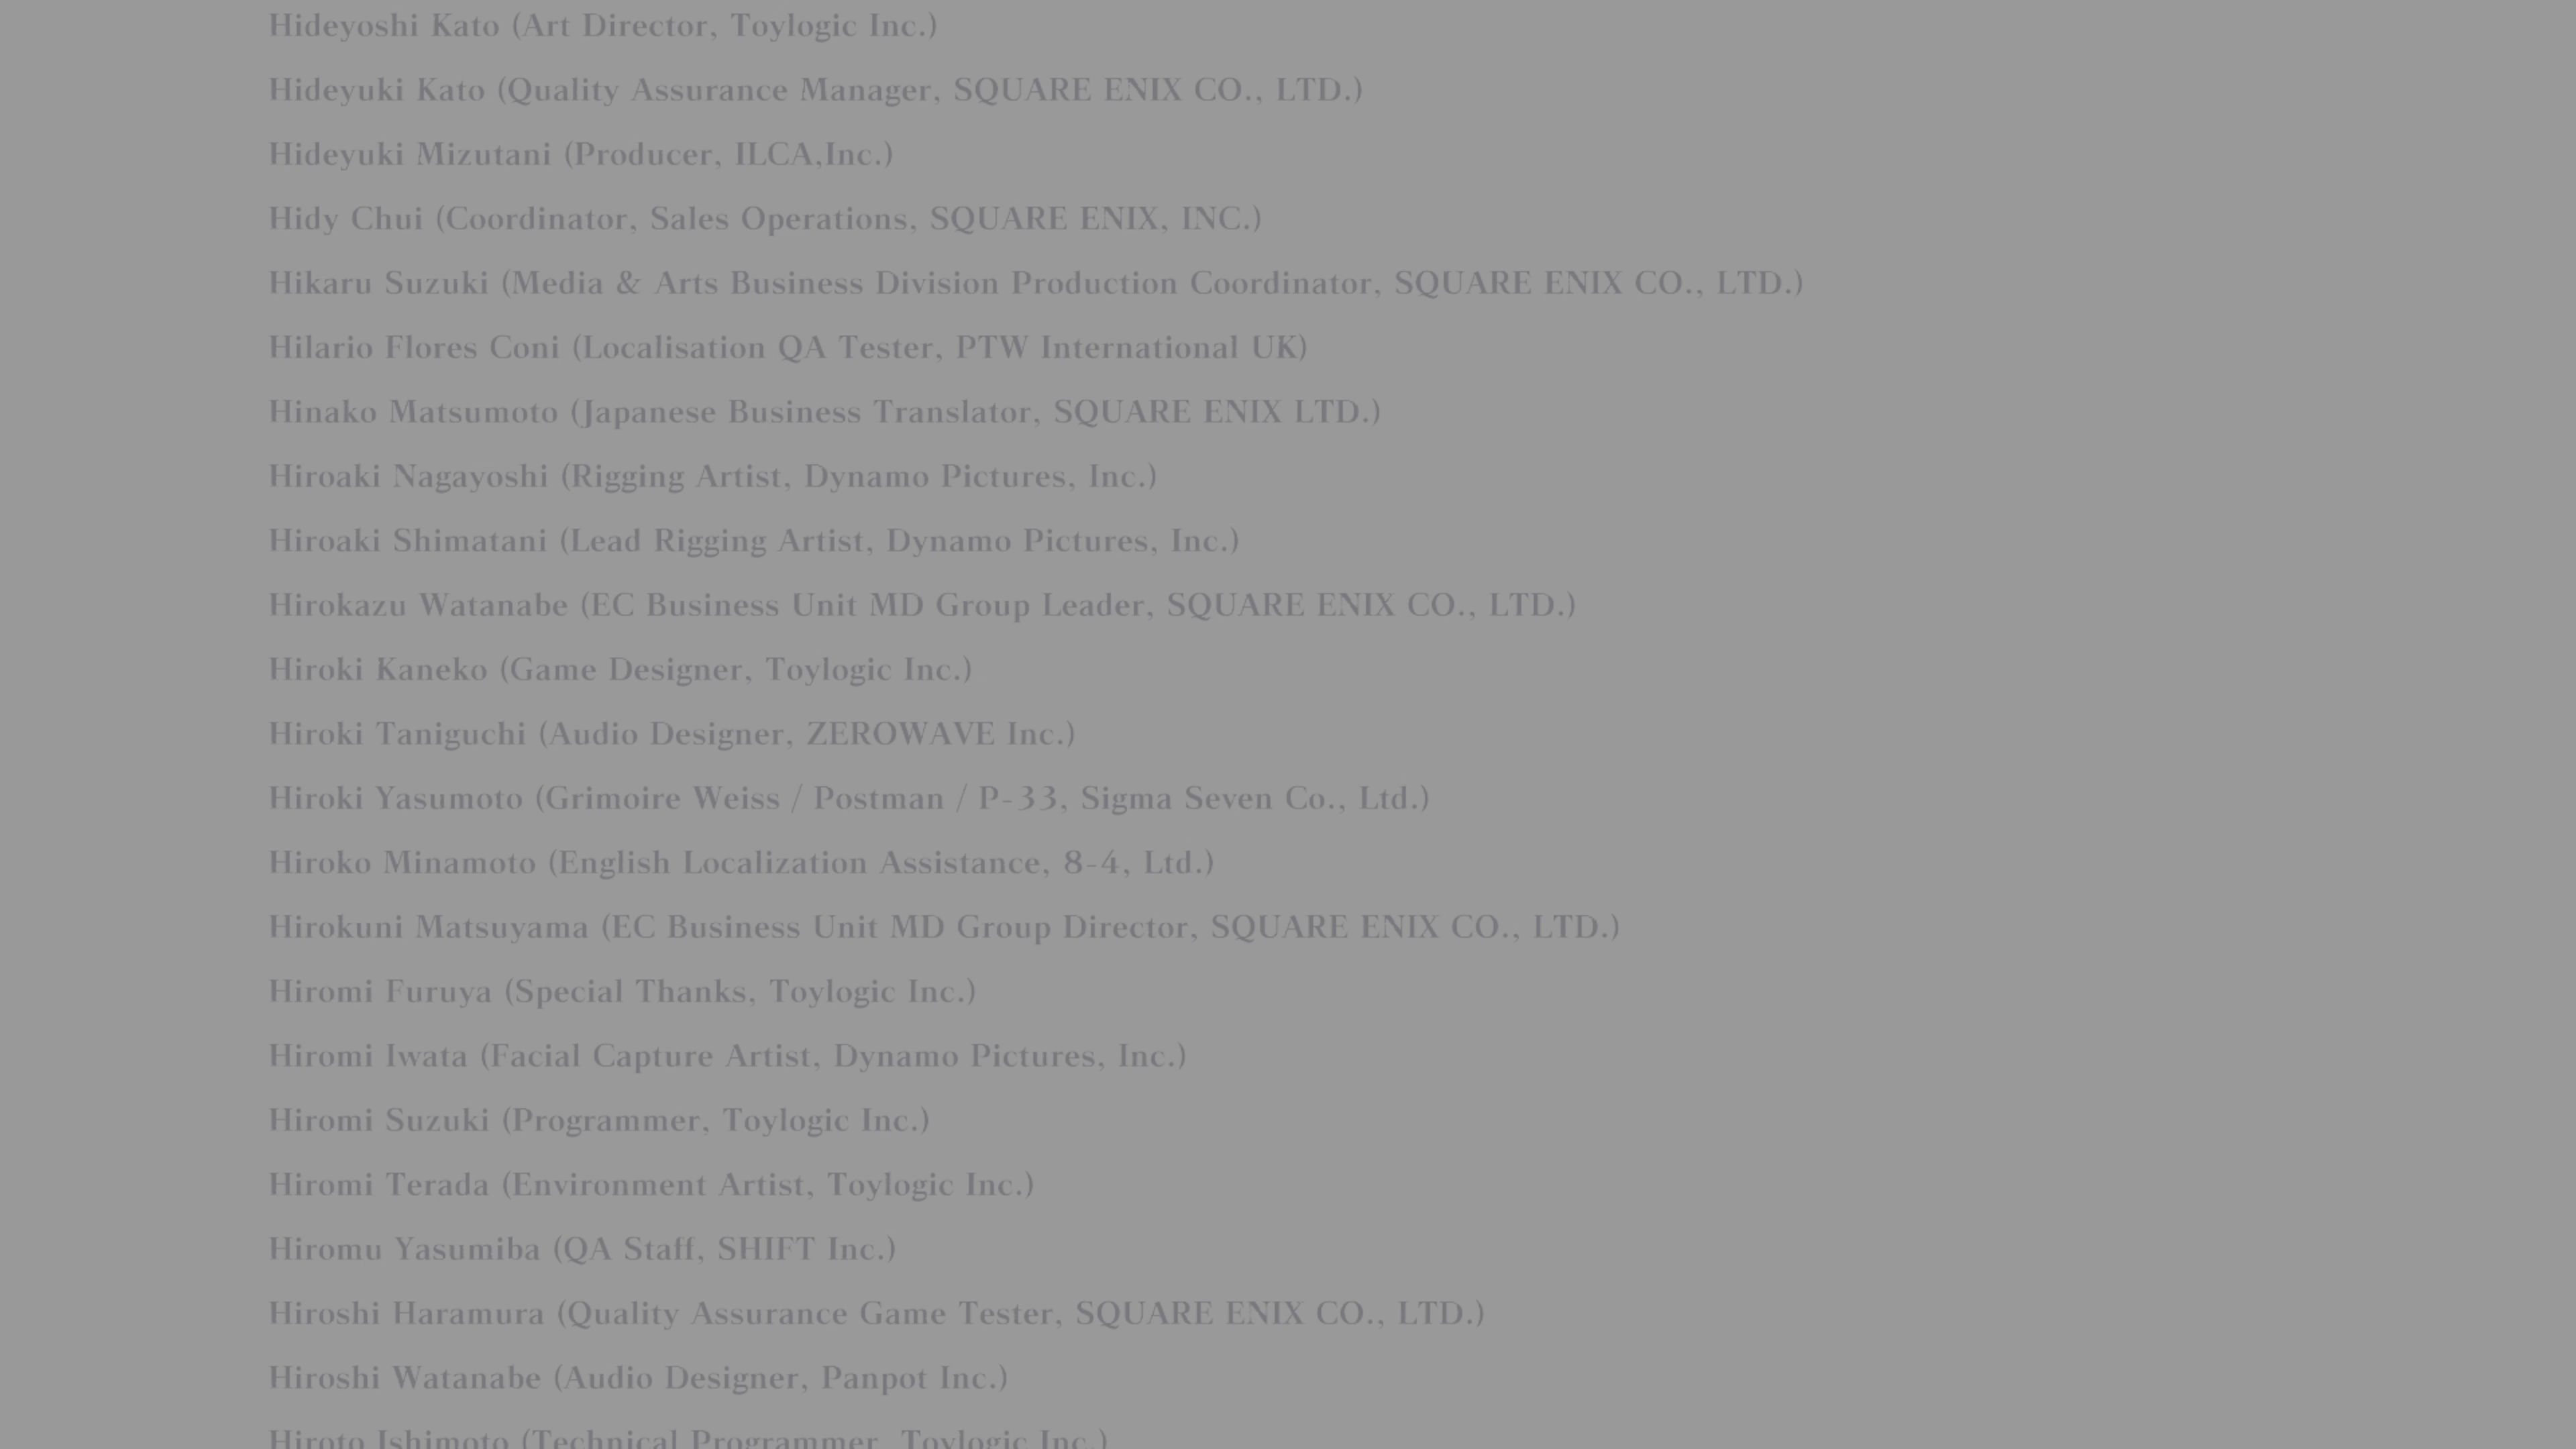 Hideyoshi Kato (Art Director, Toylogic Inc.)
Hideyuki Kato (Quality Assurance Manager, SQUARE ENIX CO., LTD.)
Hideyuki Mizutani (Producer, ILCA,Inc.)
Hidy Chui (Coordinator, Sales Operations, SQUARE ENIX, INC.)
Hikaru Suzuki (Media & Arts Business Division Production Coordinator, SQUARE ENIX CO., LTD.)
Hilario Flores Coni (Localisation QA Tester, PTW International UK)
Hinako Matsumoto (Japanese Business Translator, SQUARE ENIX LTD.)
Hiroaki Nagayoshi (Rigging Artist, Dynamo Pictures, Inc.)
Hiroaki Shimatani (Lead Rigging Artist, Dynamo Pictures, Inc.)
Hirokazu Watanabe (EC Business Unit MD Group Leader, SQUARE ENIX CO., LTD.)
Hiroki Kaneko (Game Designer, Toylogic Inc.)
Hiroki Taniguchi (Audio Designer, ZEROWAVE Inc.)
Hiroki Yasumoto (Grimoire Weiss / Postman / P-33, Sigma Seven Co., Ltd.)
Hiroko Minamoto (English Localization Assistance, 8-4, Ltd.)
Hirokuni Matsuyama (EC Business Unit MD Group Director, SQUARE ENIX CO., LTD.)
Hiromi Furuya (Special Thanks, Toylogic Inc.)
Hiromi Iwata (Facial Capture Artist, Dynamo Pictures, Inc.)
Hiromi Suzuki (Programmer, Toylogic Inc.)
Hiromi Terada (Environment Artist, Toylogic Inc.)
Hiromu Yasumiba (QA Staff, SHIFT Inc.)
Hiroshi Haramura (Quality Assurance Game Tester, SQUARE ENIX CO., LTD.)
Hiroshi Watanabe (Audio Designer, Panpot Inc.)
Hiroto Ishimoto (Technical Programmer, Toylogic Inc.)